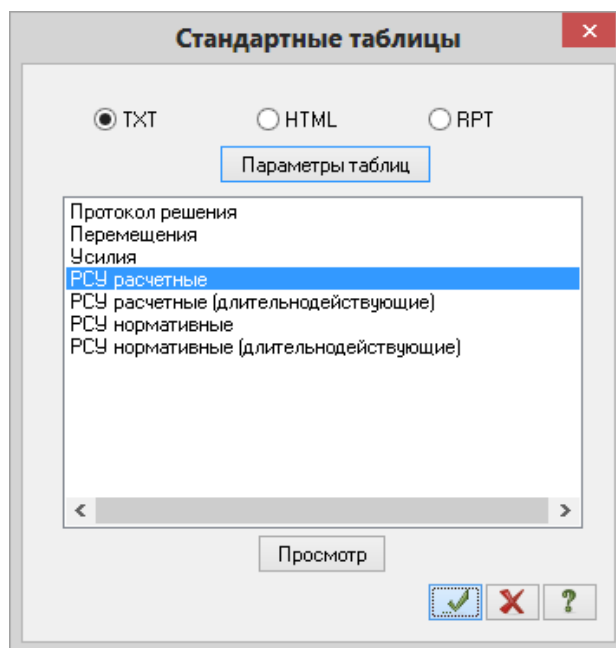 Стандартные таблицы
TXT HTML RPT
Параметры таблиц
Протокол решения
Перемещения
Усилия
РСУ расчетные
РСУ расчетные (длительнодействующие)
РСУ нормативные
РСУ нормативные (длительнодействующие)
Просмотр